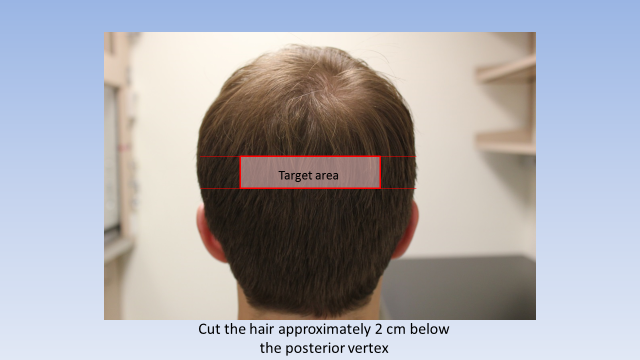 Target area
Cut the hair approximately 2 cm below
the posterior vertex